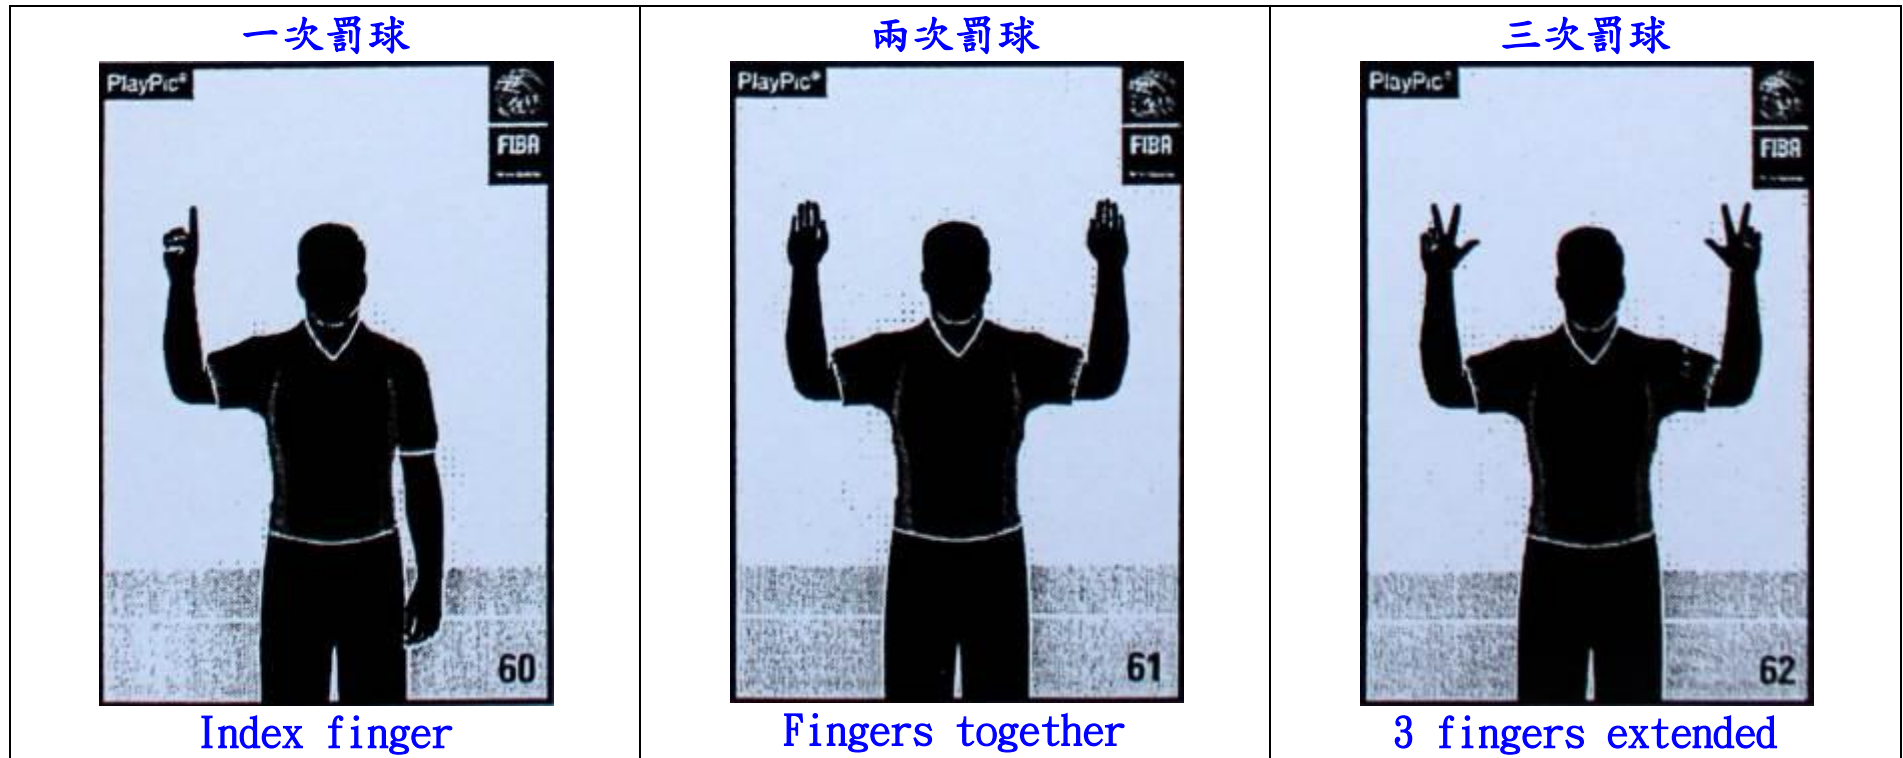 一次罰球
兩次罰球
三次罰球
PlayPic®
FIBA
60
PlayPic®
FIBA
61
PlayPic®
FIBA
62
Index finger
Fingers together
3 fingers extended